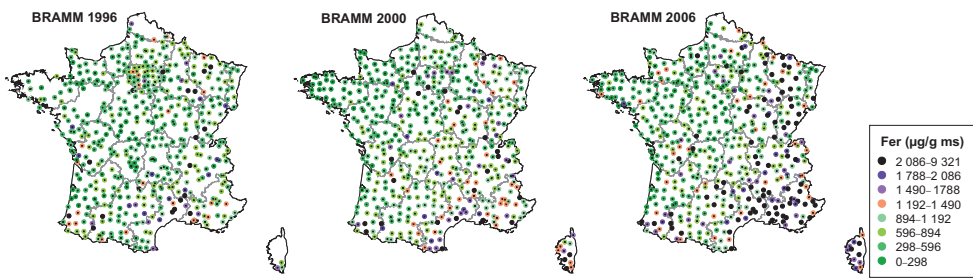 BRAMM 1996
BRAMM 2000
BRAMM 2006
Fer (µg/g ms)
2 086–9 321
1 788–2 086
1 490–1788
1 192–1 490
894–1 192
596–894
298–596
0–298